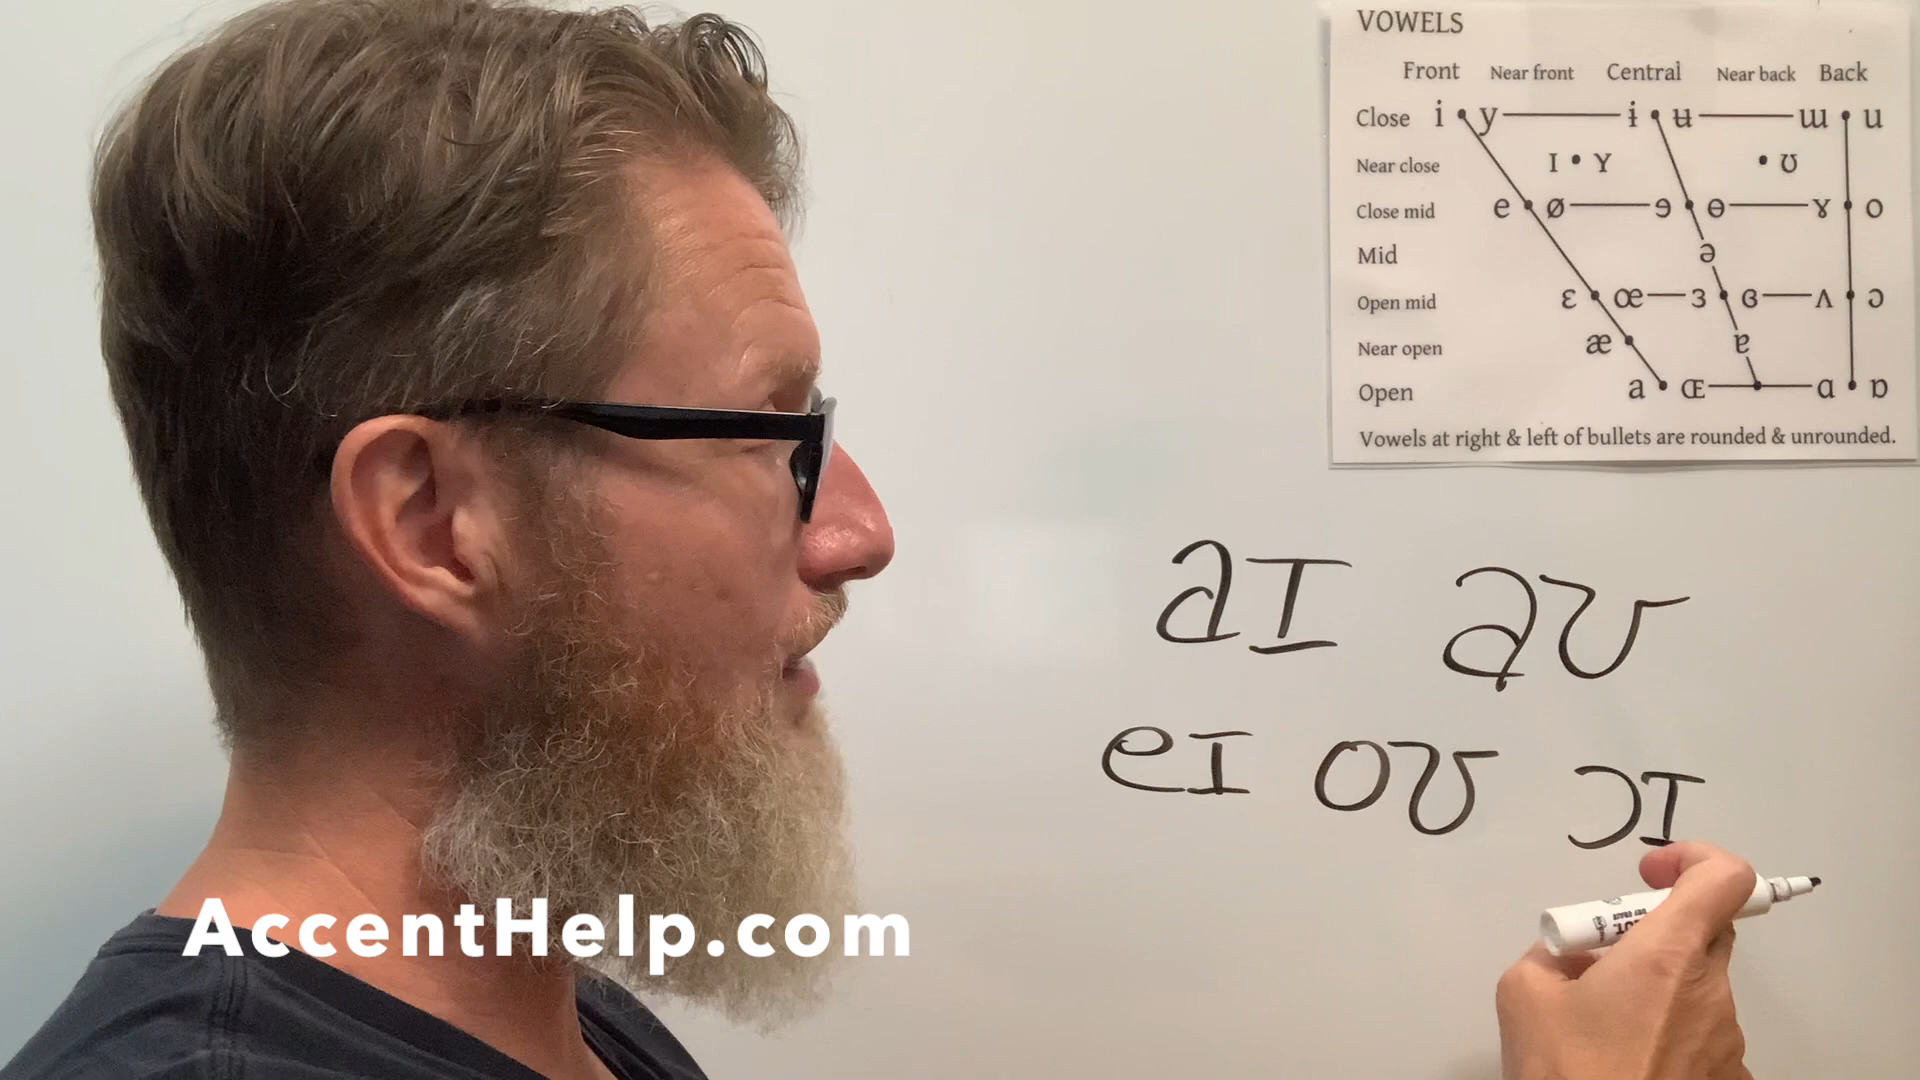 VOWELS
Front Near front Central Near back Back
Close i y ɨ ʉ ɯ u
Near close ɪ ʏ ʊ
Close mid e ø ɘ ɵ ɤ o
Mid ə
Open mid ɛ œ ɜ ɞ ʌ ɔ
Near open æ ɐ
Open a ɶ ɑ ɒ
Vowels at right & left of bullets are rounded & unrounded.
aɪ aʊ
eɪ oʊ ɔɪ
AccentHelp.com